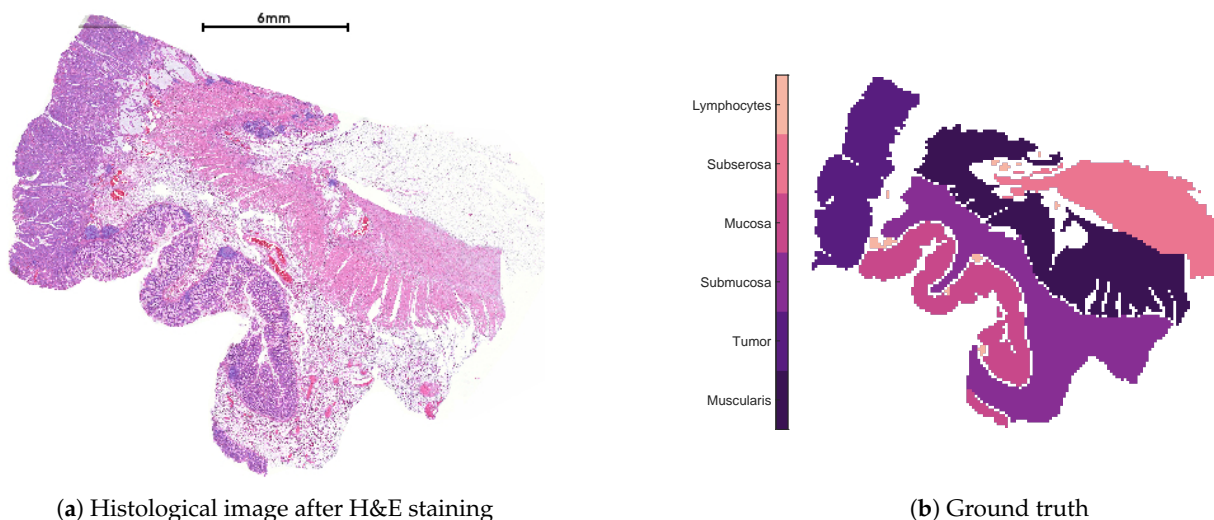 6mm
Lymphocytes
Subserosa
Mucosa
Submucosa
Tumor
Muscularis
(a) Histological image after H&E staining
(b) Ground truth